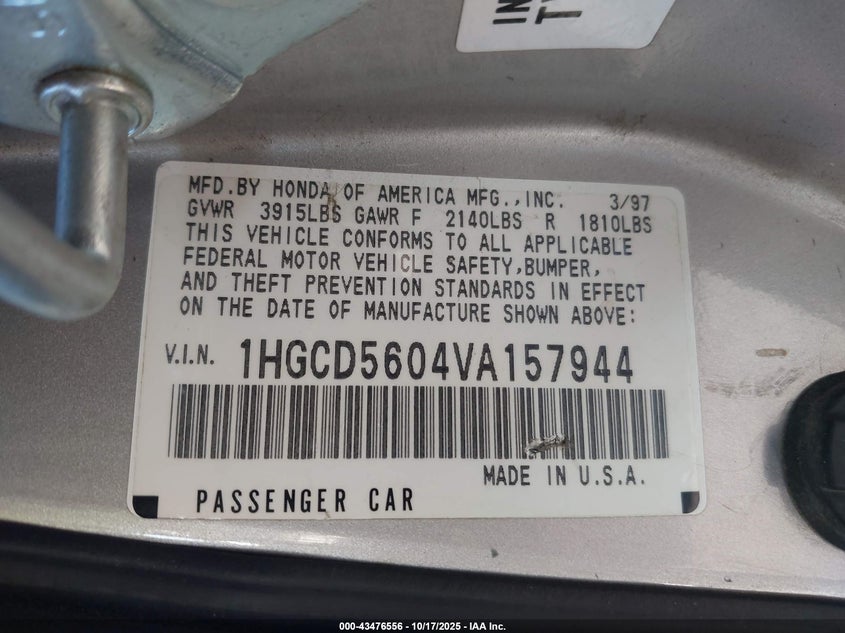 IN
MFD.BY HONDA OF AMERICA MFG.,INC. 3/97
GVWR 3915LBS GAWR F 2140LBS R 1810LBS
THIS VEHICLE CONFORMS TO ALL APPLICABLE
FEDERAL MOTOR VEHICLE SAFETY,BUMPER,
AND THEFT PREVENTION STANDARDS IN EFFECT
ON THE DATE OF MANUFACTURE SHOWN ABOVE:
V.I.N. 1HGCD5604VA157944
MADE IN U.S.A.
PASSENGER CAR
000-43476556 - 10/17/2025 - IAA Inc.